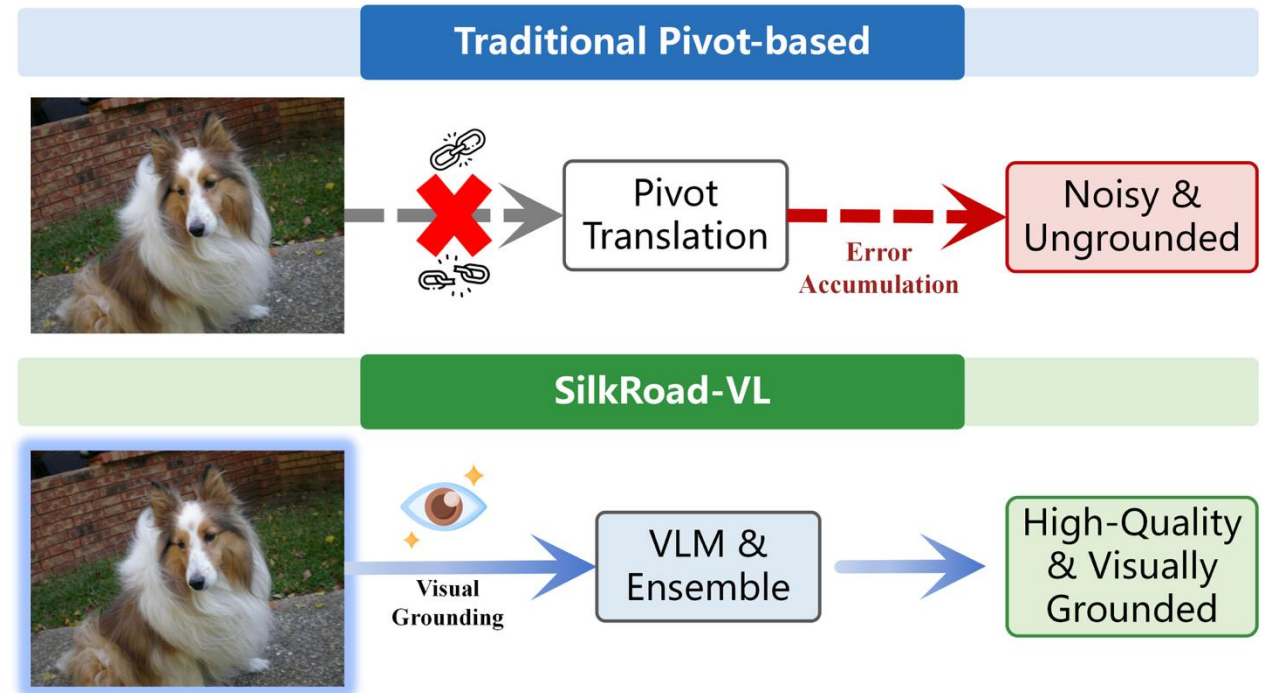 Traditional Pivot-based
Pivot
Translation
Error
Accumulation
Noisy &
Ungrounded
SilkRoad-VL
Visual
Grounding
VLM &
Ensemble
High-Quality
& Visually
Grounded